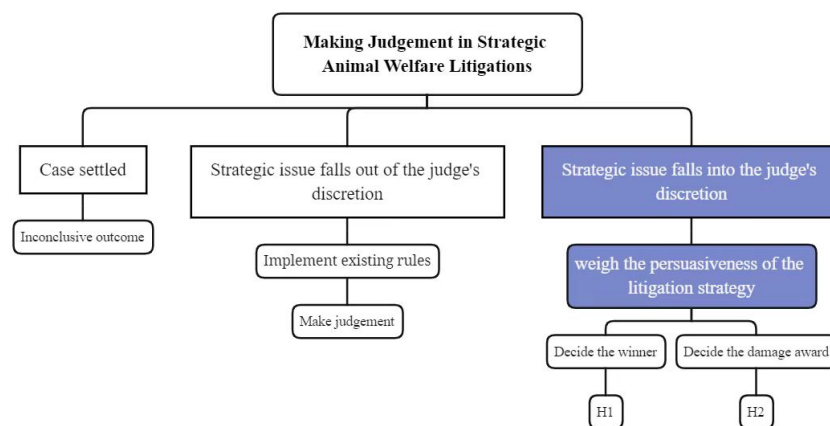 Making Judgement in Strategic
Animal Welfare Litigations
Case settled
Strategic issue falls out of the judge's
discretion
Strategic issue falls into the judge's
discretion
Inconclusive outcome
Implement existing rules
weigh the persuasiveness of the
litigation strategy
Make judgement
Decide the winner
Decide the damage award
H1
H2